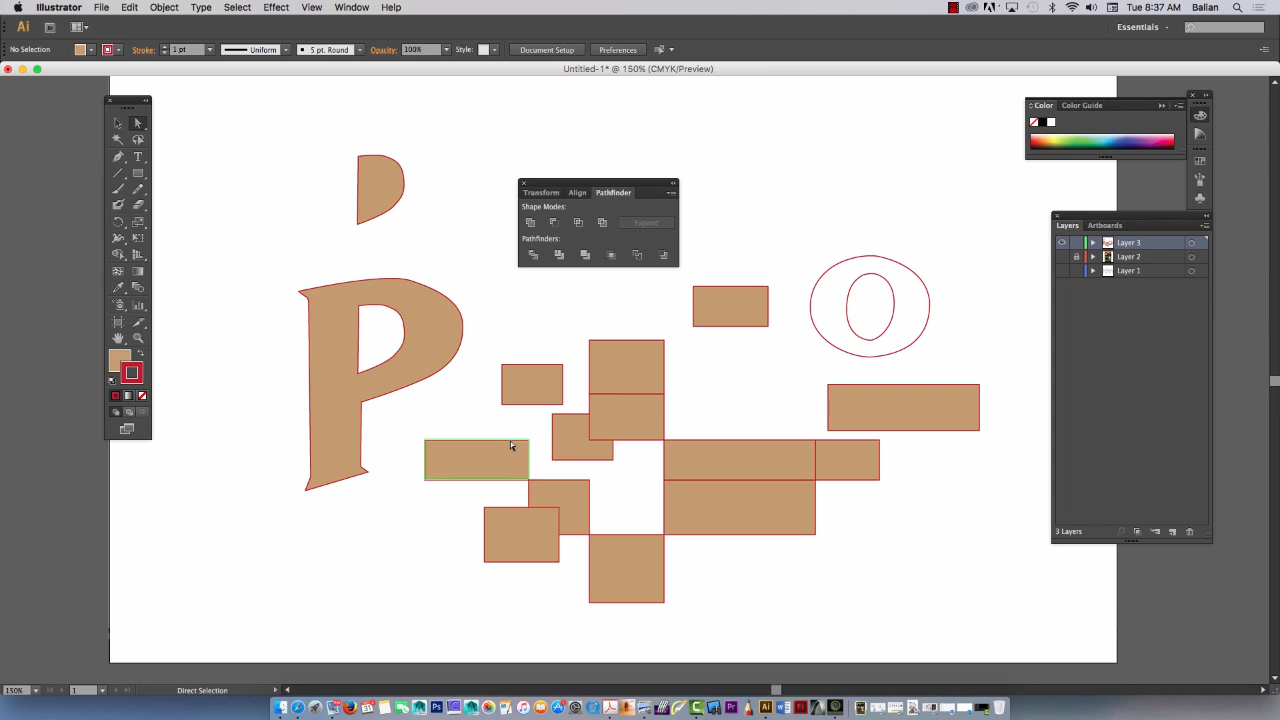 Illustrator File Edit Object Type Select Effect View Window Help
4 Tue 8:37 AM Ballan
Ai Essentials
No Selection Stroke: 1 pt Uniform 5 pt. Round Opacity: 100% Style: Document Setup Preferences
Untitled-1* @ 150% (CMYK/Preview)
Color Color Guide
Transform Align Pathfinder
Shape Modes:
Expand
Pathfinders:
Layers Artboards
Layer 3
Layer 2
Layer 1
P
O
3 Layers
150% 1 Direct Selection